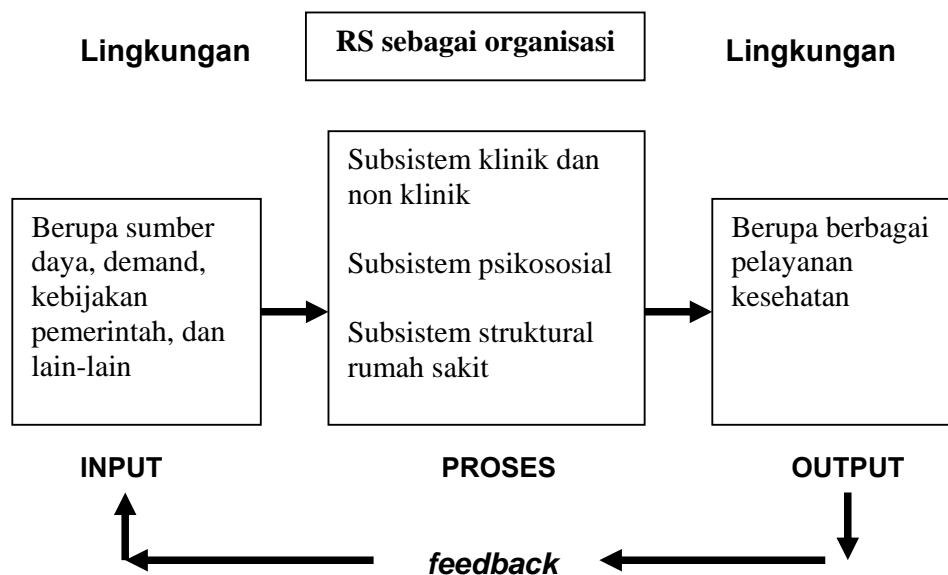 Lingkungan
RS sebagai organisasi
Lingkungan
Berupa sumber
daya, demand,
kebijakan
pemerintah, dan
lain-lain
Subsistem klinik dan
non klinik
Subsistem psikososial
Subsistem struktural
rumah sakit
Berupa berbagai
pelayanan
kesehatan
INPUT
PROSES
OUTPUT
feedback